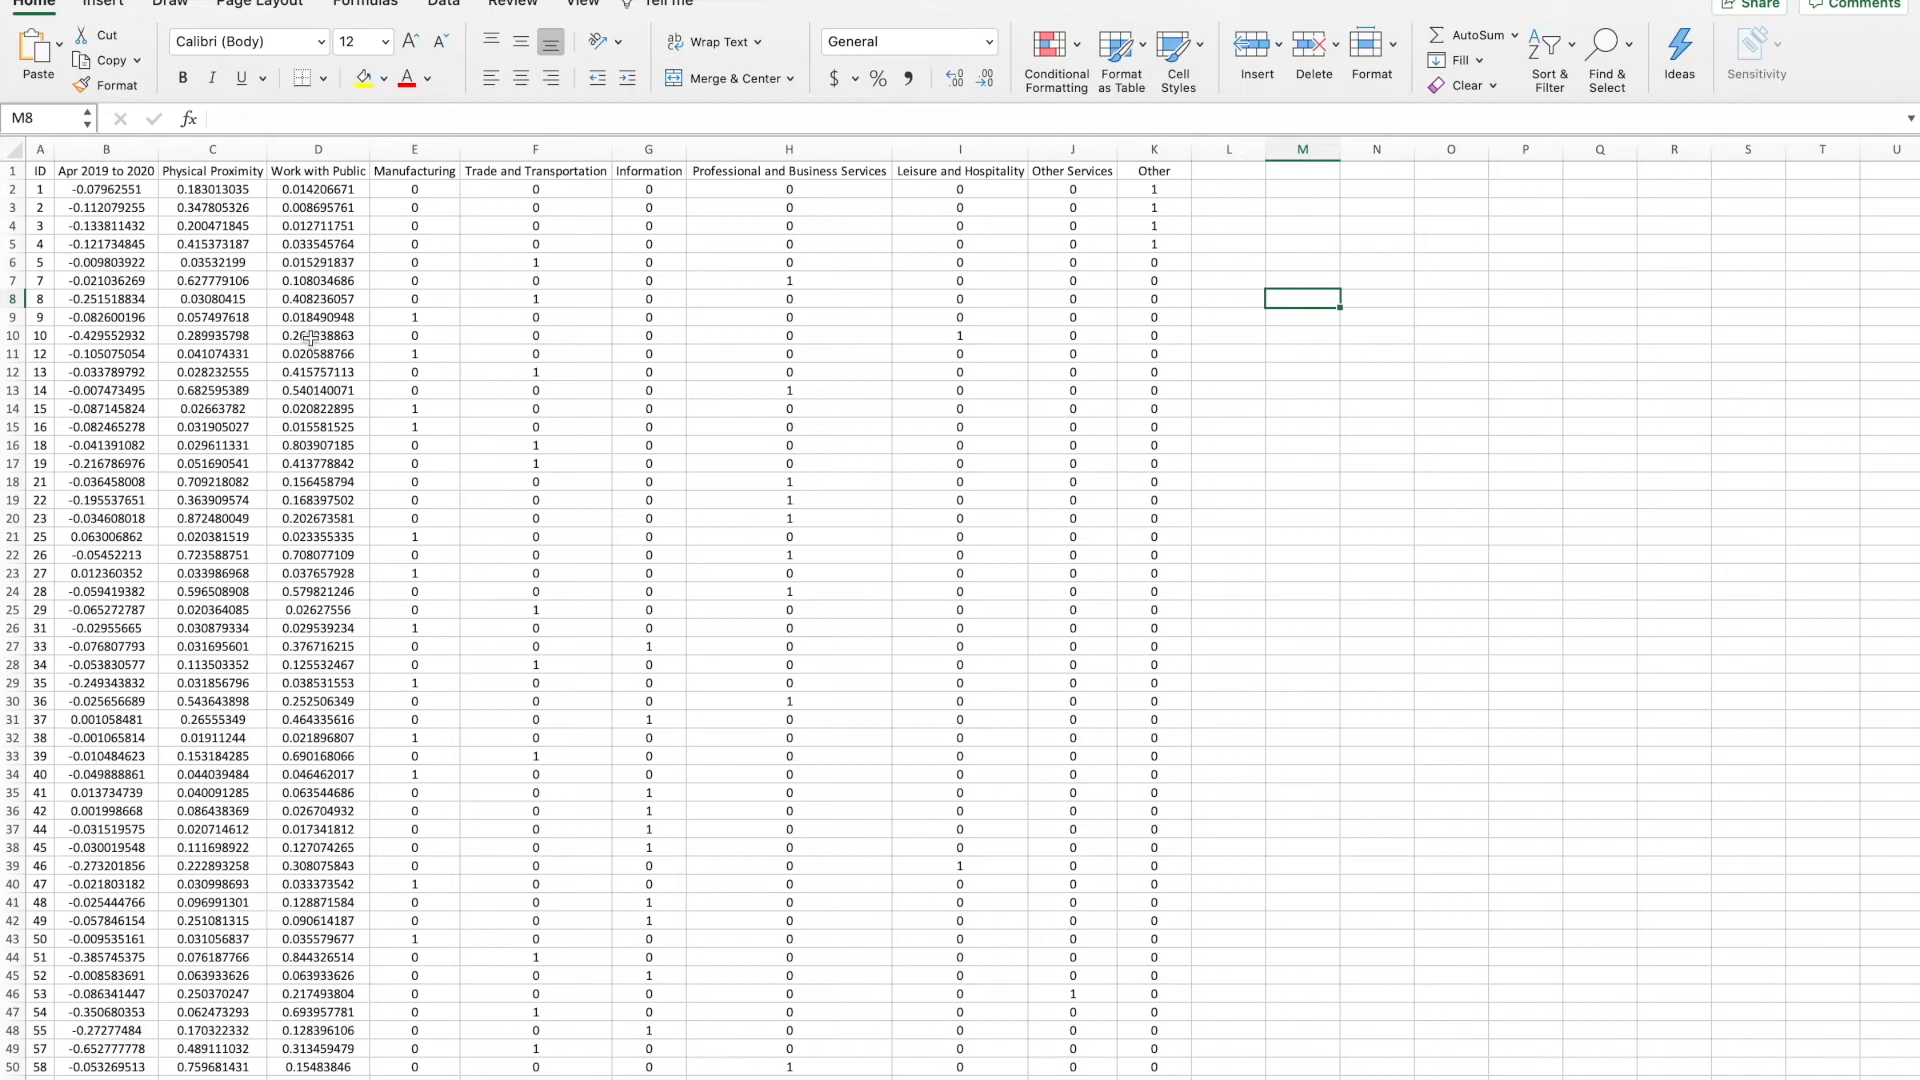 Home Insert Draw Page Layout Formulas Data Review View Tell me Share Comments
Paste Cut Copy Format
Calibri (Body) 12 A A
B I U A
ab Wrap Text
Merge & Center
General
$ %
Conditional Formatting
Format as Table
Cell Styles
Insert Delete Format
AutoSum Fill Clear
Sort & Filter
Find & Select
Ideas Sensitivity
M8 fx
A B C D E F G H I J K L M N O P Q R S T U
1 ID Apr 2019 to 2020 Physical Proximity Work with Public Manufacturing Trade and Transportation Information Professional and Business Services Leisure and Hospitality Other Services Other
2 1 -0.07962551 0.183013035 0.014206671 0 0 0 0 0 0 1
3 2 -0.112079255 0.347805326 0.008695761 0 0 0 0 0 0 1
4 3 -0.133811432 0.200471845 0.012711751 0 0 0 0 0 0 1
5 4 -0.121734845 0.415373187 0.033545764 0 0 0 0 0 0 1
6 5 -0.009803922 0.03532199 0.015291837 0 1 0 0 0 0 0
7 7 -0.021036269 0.627779106 0.108034686 0 0 0 1 0 0 0
8 8 -0.251518834 0.03080415 0.408236057 0 1 0 0 0 0 0
9 9 -0.082600196 0.057497618 0.018490948 1 0 0 0 0 0 0
10 10 -0.429552932 0.289935798 0 0 0 0 1 0 0
11 12 -0.105075054 0.041074331 0.020588766 1 0 0 0 0 0 0
12 13 -0.033789792 0.028232555 0.415757113 0 1 0 0 0 0 0
13 14 -0.007473495 0.682595389 0.540140071 0 0 0 1 0 0 0
14 15 -0.087145824 0.02663782 0.020822895 1 0 0 0 0 0 0
15 16 -0.082465278 0.031905027 0.015581525 1 0 0 0 0 0 0
16 18 -0.041391082 0.029611331 0.803907185 0 1 0 0 0 0 0
17 19 -0.216786976 0.051690541 0.413778842 0 1 0 0 0 0 0
18 21 -0.036458008 0.709218082 0.156458794 0 0 0 1 0 0 0
19 22 -0.195537651 0.363909574 0.168397502 0 0 0 1 0 0 0
20 23 -0.034608018 0.872480049 0.202673581 0 0 0 1 0 0 0
21 25 0.063006862 0.020381519 0.023355335 1 0 0 0 0 0 0
22 26 -0.05452213 0.723588751 0.708077109 0 0 0 1 0 0 0
23 27 0.012360352 0.033986968 0.037657928 1 0 0 0 0 0 0
24 28 -0.059419382 0.596508908 0.579821246 0 0 0 1 0 0 0
25 29 -0.065272787 0.020364085 0.02627556 0 1 0 0 0 0 0
26 31 -0.02955665 0.030879334 0.029539234 1 0 0 0 0 0 0
27 33 -0.076807793 0.031695601 0.376716215 0 0 1 0 0 0 0
28 34 -0.053830577 0.113503352 0.125532467 0 1 0 0 0 0 0
29 35 -0.249343832 0.031856796 0.038531553 1 0 0 0 0 0 0
30 36 -0.025656689 0.543643898 0.252506349 0 0 0 1 0 0 0
31 37 0.001058481 0.26555349 0.464335616 0 0 1 0 0 0 0
32 38 -0.001065814 0.01911244 0.021896807 1 0 0 0 0 0 0
33 39 -0.010484623 0.153184285 0.690168066 0 1 0 0 0 0 0
34 40 -0.049888861 0.044039484 0.046462017 1 0 0 0 0 0 0
35 41 0.013734739 0.040091285 0.063544686 0 0 1 0 0 0 0
36 42 0.001998668 0.086438369 0.026704932 0 0 1 0 0 0 0
37 44 -0.031519575 0.020714612 0.017341812 0 0 1 0 0 0 0
38 45 -0.030019548 0.111698922 0.127074265 0 0 1 0 0 0 0
39 46 -0.273201856 0.222893258 0.308075843 0 0 0 0 1 0 0
40 47 -0.021803182 0.030998693 0.033373542 1 0 0 0 0 0 0
41 48 -0.025444766 0.096991301 0.128871584 0 0 1 0 0 0 0
42 49 -0.057846154 0.251081315 0.090614187 0 0 1 0 0 0 0
43 50 -0.009535161 0.031056837 0.035579677 1 0 0 0 0 0 0
44 51 -0.385745375 0.076187766 0.844326514 0 1 0 0 0 0 0
45 52 -0.008583691 0.063933626 0.063933626 0 0 1 0 0 0 0
46 53 -0.086341447 0.250370247 0.217493804 0 0 0 0 0 1 0
47 54 -0.350680353 0.062473293 0.693957781 0 1 0 0 0 0 0
48 55 -0.27277484 0.170322332 0.128396106 0 0 1 0 0 0 0
49 57 -0.652777778 0.489111032 0.313459479 0 1 0 0 0 0 0
50 58 -0.053269513 0.759681431 0.15483846 0 0 0 1 0 0 0